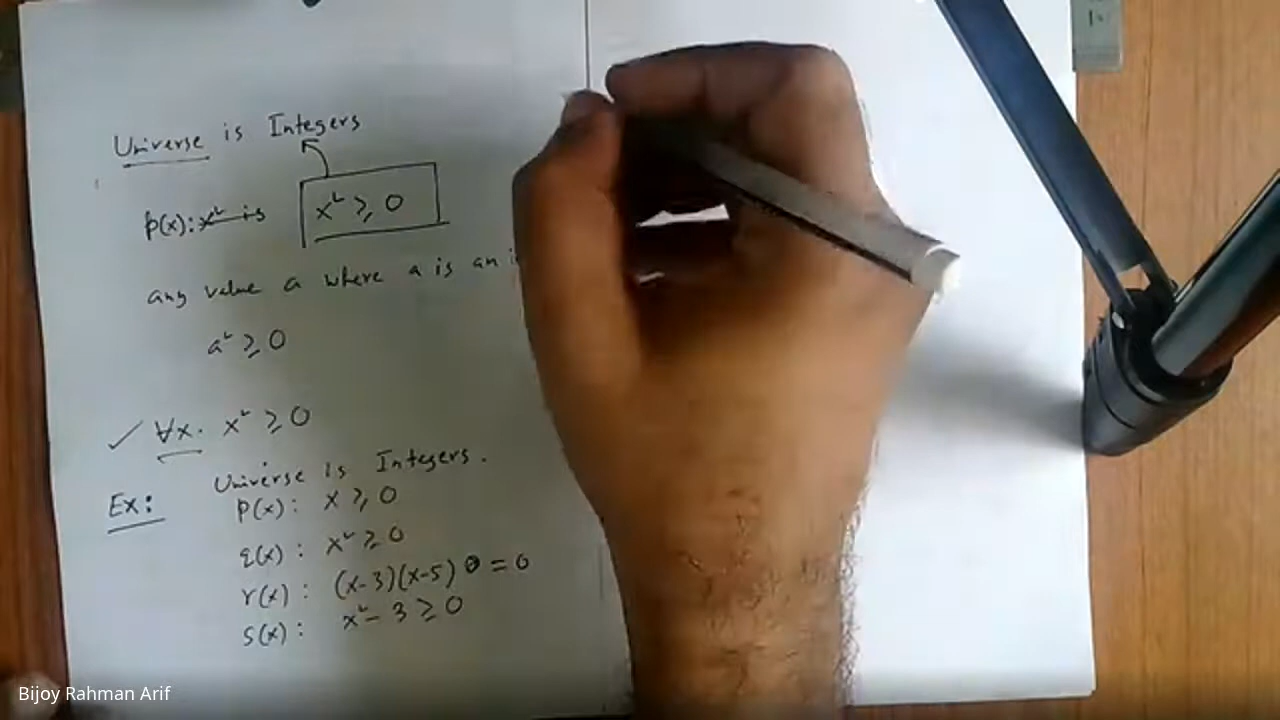 Universe is Integers
p(x): x² is x² ≥ 0
any value a where a is an
a² ≥ 0
✓ ∀x. x² ≥ 0
Universe is Integers.
Ex: p(x): x ≥ 0
q(x): x² ≥ 0
r(x): (x-3)(x-5) = 0
s(x): x² - 3 ≥ 0
Bijoy Rahman Arif